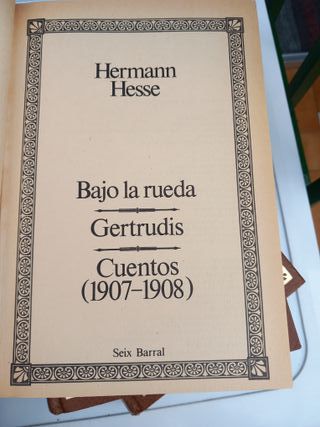 Hermann
Hesse
Bajo la rueda
Gertrudis
Cuentos
(1907-1908)
Seix Barral